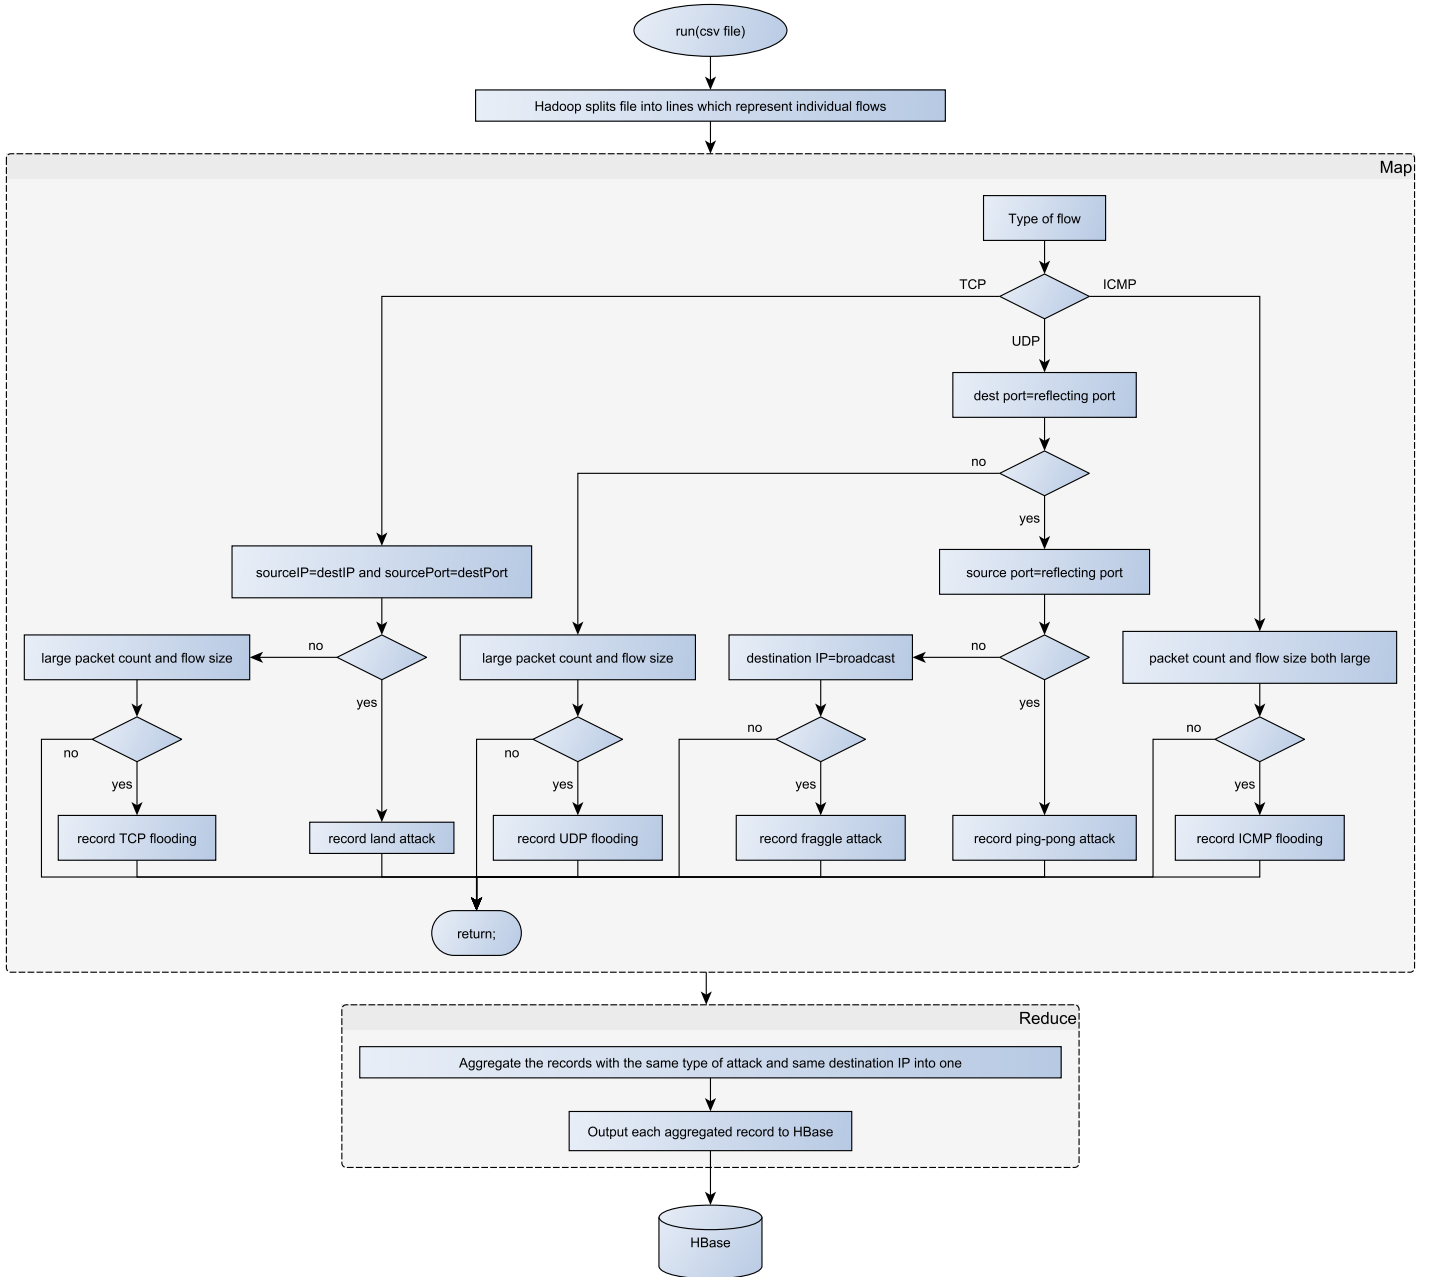 run(csv file)
Hadoop splits file into lines which represent individual flows
Map
Type of flow
TCP
ICMP
UDP
dest port=reflecting port
no
yes
sourceIP=destIP and sourcePort=destPort
source port=reflecting port
large packet count and flow size
no
large packet count and flow size
destination IP=broadcast
no
packet count and flow size both large
yes
yes
no
no
no
no
yes
yes
yes
yes
record TCP flooding
record land attack
record UDP flooding
record fraggle attack
record ping-pong attack
record ICMP flooding
return;
Reduce
Aggregate the records with the same type of attack and same destination IP into one
Output each aggregated record to HBase
HBase